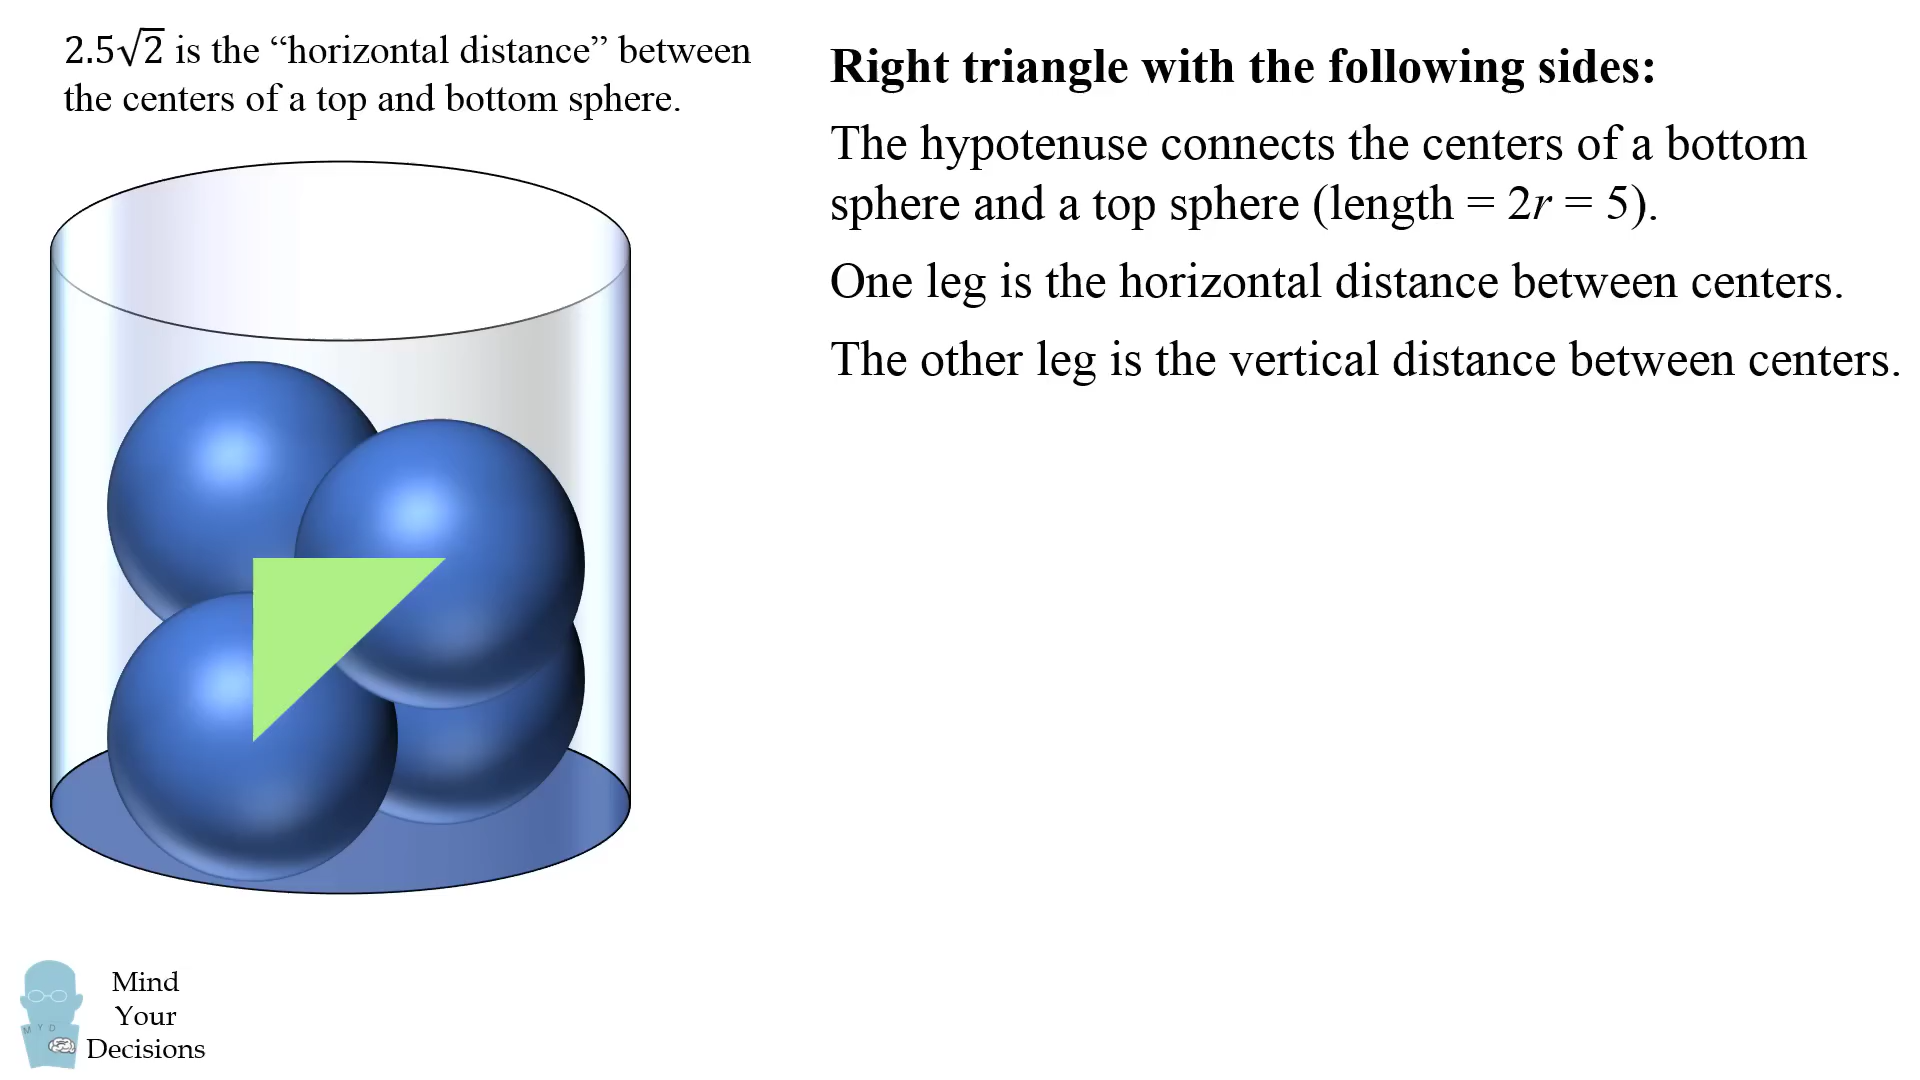 2.5√2 is the “horizontal distance” between
the centers of a top and bottom sphere.
Right triangle with the following sides:
The hypotenuse connects the centers of a bottom
sphere and a top sphere (length = 2r = 5).
One leg is the horizontal distance between centers.
The other leg is the vertical distance between centers.
M Y D
Mind
Your
Decisions